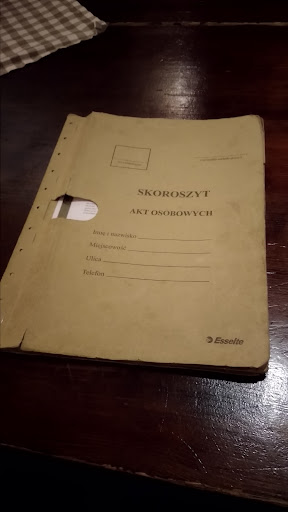 SKOROSZYT
AKT OSOBOWYCH
Imię i nazwisko
Miejscowość
Ulica
Telefon
Esselte